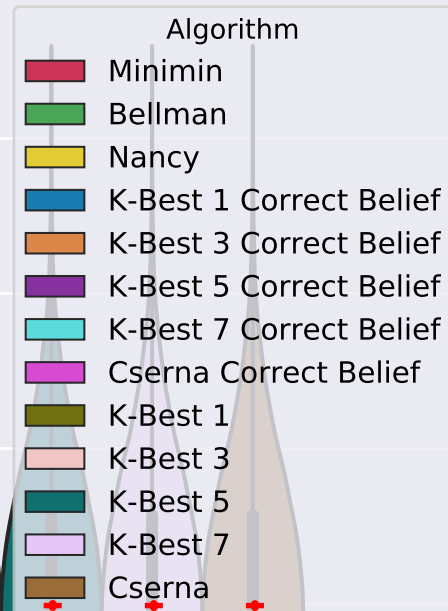 Algorithm
Minimin
Bellman
Nancy
K-Best 1 Correct Belief
K-Best 3 Correct Belief
K-Best 5 Correct Belief
K-Best 7 Correct Belief
Cserna Correct Belief
K-Best 1
K-Best 3
K-Best 5
K-Best 7
Cserna